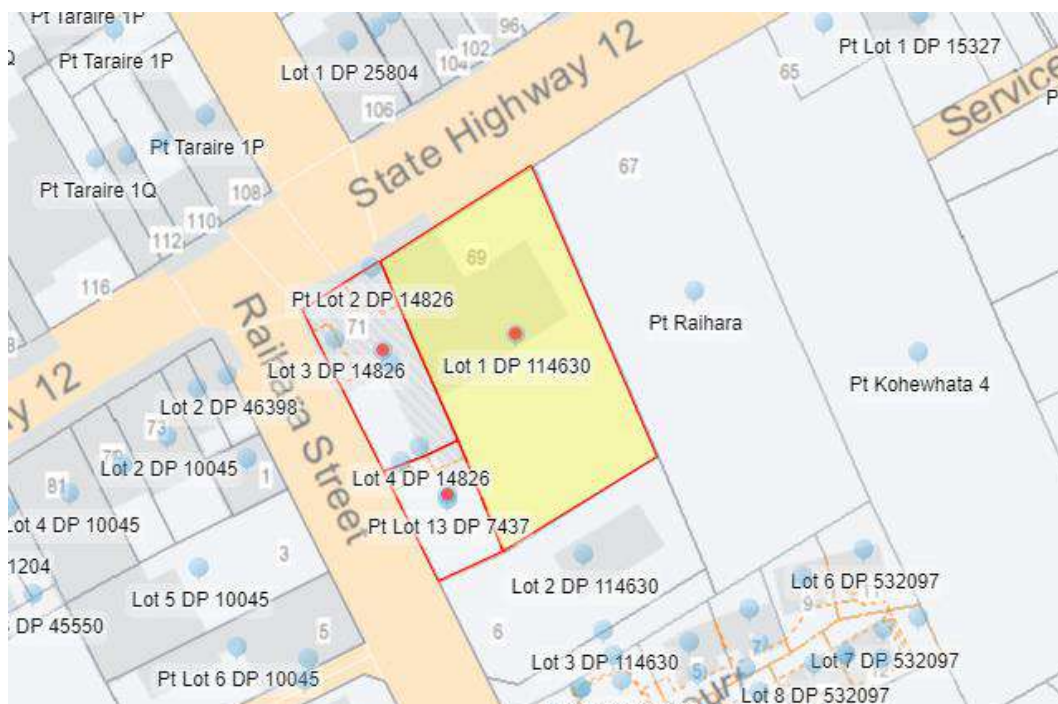 Pt Taraire 1P
Pt Taraire 1P
Lot 1 DP 25804
96
102
104
106
State Highway 12
65
Pt Lot 1 DP 15327
Service
Pt Taraire 1P
Pt Taraire 1Q
108
110
112
116
67
69
Pt Lot 2 DP 14826
71
Lot 3 DP 14826
Lot 1 DP 114630
Pt Raihara
Pt Kohewhata 4
12
Raihara Street
Lot 2 DP 46398
73
Lot 2 DP 10045
81
1
Lot 4 DP 14826
Lot 4 DP 10045
Pt Lot 13 DP 7437
1204
3
Lot 5 DP 10045
DP 45550
Lot 2 DP 114630
Lot 6 DP 532097
9
11
6
5
7
Lot 3 DP 114630
5
Lot 7 DP 532097
12
Pt Lot 6 DP 10045
Lot 8 DP 532097